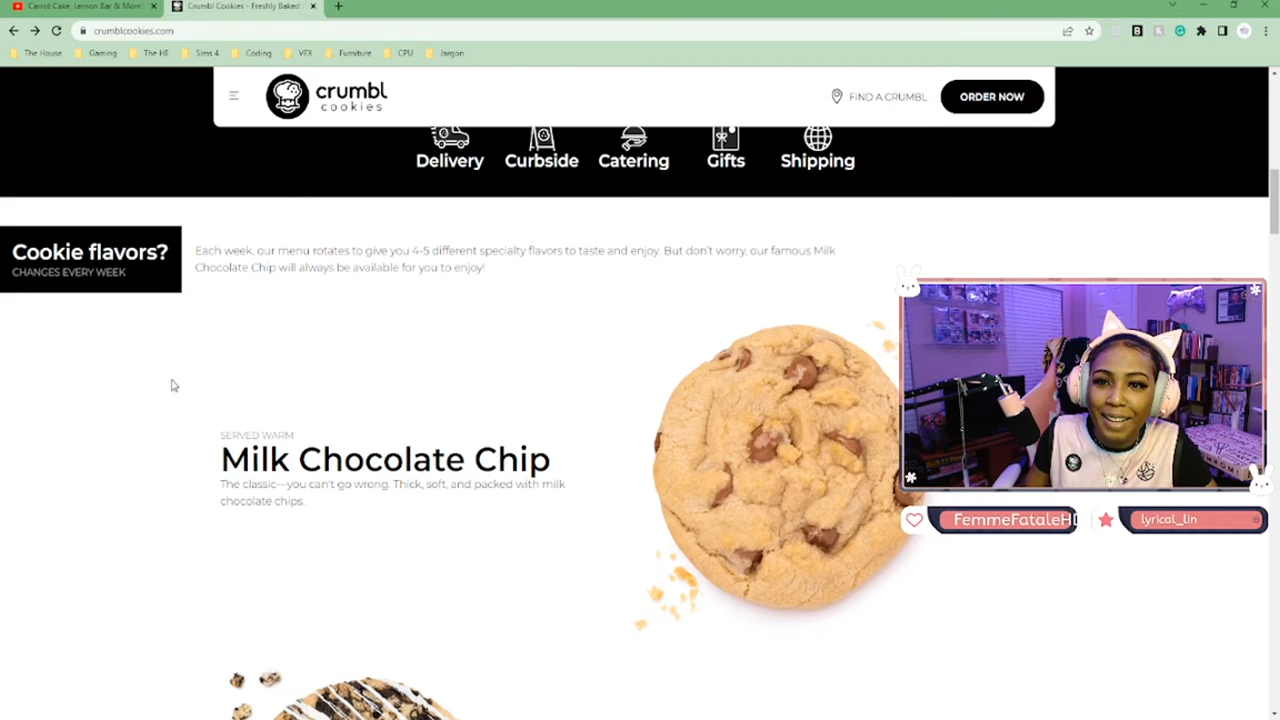 Carrot Cake, Lemon Bar & More!
Crumbl Cookies - Freshly Baked
crumblcookies.com
The House
Gaming
The HE
Sims 4
Coding
VFX
Furniture
CPU
Jargon
crumbl
cookies
FIND A CRUMBL
ORDER NOW
Delivery
Curbside
Catering
Gifts
Shipping
Cookie flavors?
CHANGES EVERY WEEK
Each week, our menu rotates to give you 4-5 different specialty flavors to taste and enjoy. But don't worry, our famous Milk
Chocolate Chip will always be available for you to enjoy!
SERVED WARM
Milk Chocolate Chip
The classic—you can't go wrong. Thick, soft, and packed with milk
chocolate chips.
FemmeFataleHD
lyrical_lin